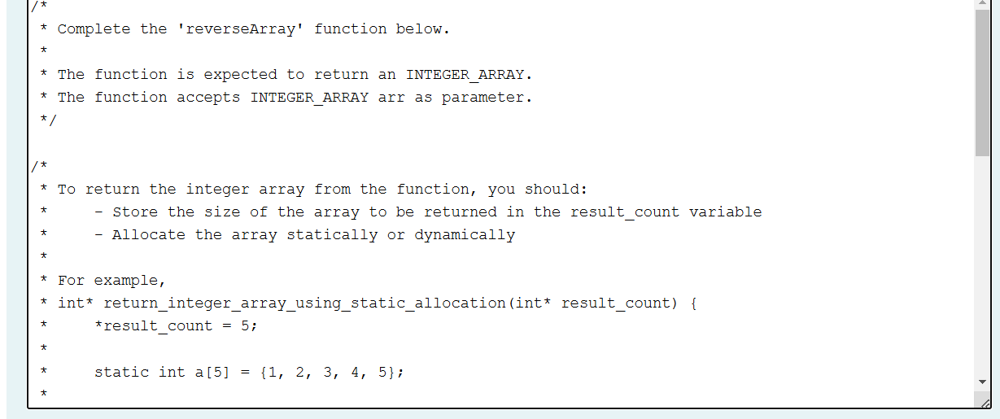 /*
 * Complete the 'reverseArray' function below.
 *
 * The function is expected to return an INTEGER_ARRAY.
 * The function accepts INTEGER_ARRAY arr as parameter.
 */

/*
 * To return the integer array from the function, you should:
 *     - Store the size of the array to be returned in the result_count variable
 *     - Allocate the array statically or dynamically
 *
 * For example,
 * int* return_integer_array_using_static_allocation(int* result_count) {
 *     *result_count = 5;
 *
 *     static int a[5] = {1, 2, 3, 4, 5};
 *